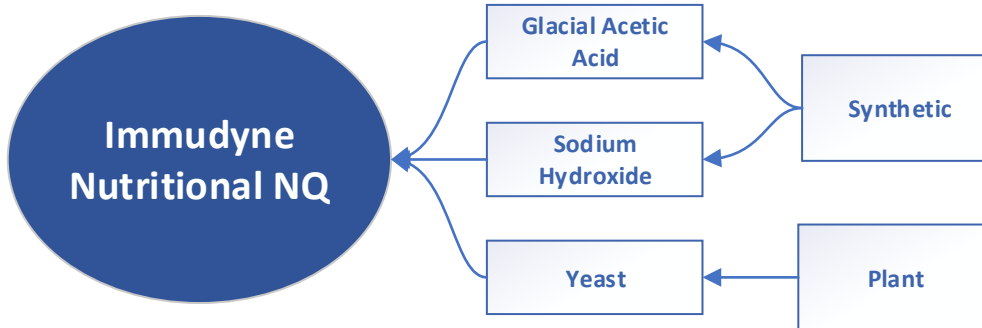 Immudyne
Nutritional NQ
Glacial Acetic
Acid
Sodium
Hydroxide
Yeast
Synthetic
Plant